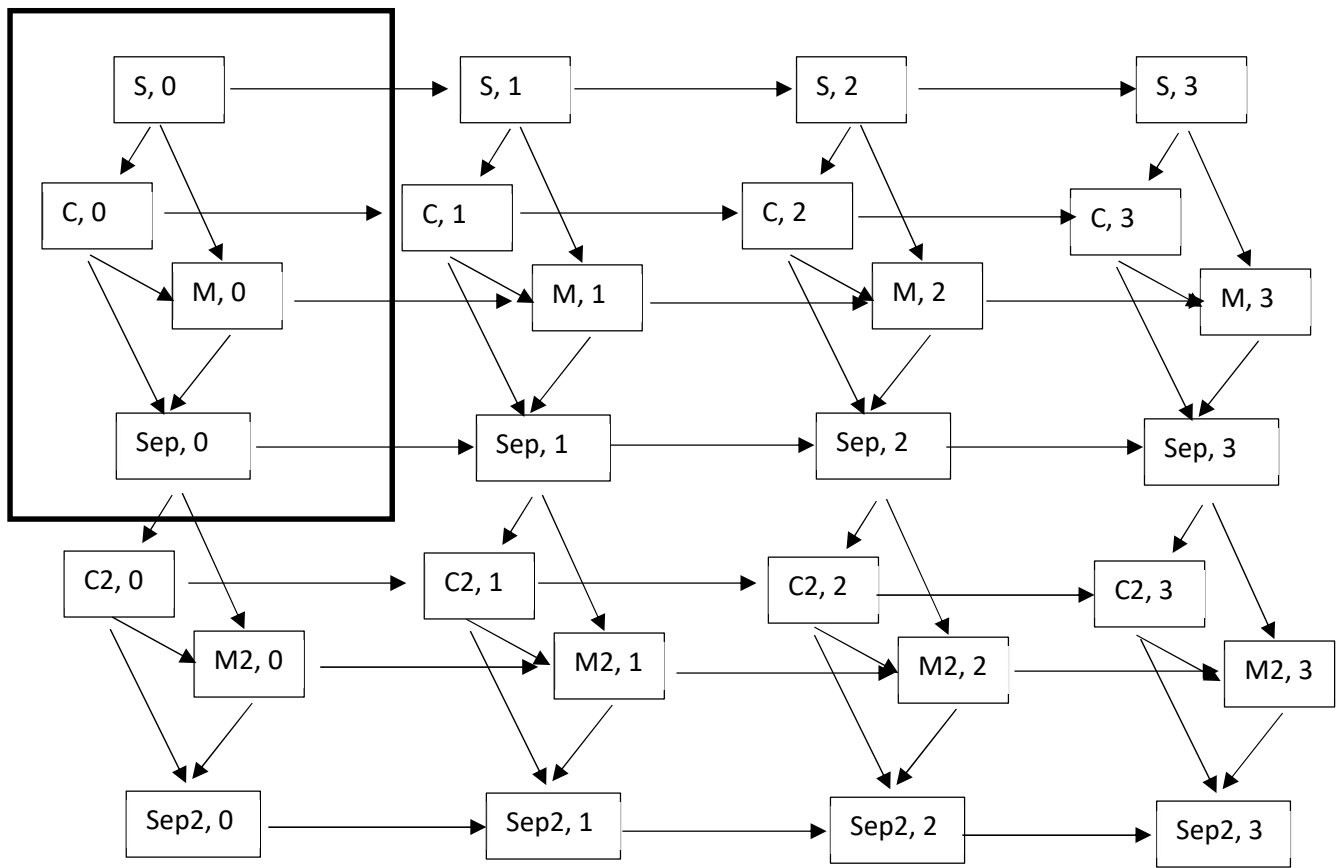 S, 0
S, 1
S, 2
S, 3
C, 0
C, 1
C, 2
C, 3
M, 0
M, 1
M, 2
M, 3
Sep, 0
Sep, 1
Sep, 2
Sep, 3
C2, 0
C2, 1
C2, 2
C2, 3
M2, 0
M2, 1
M2, 2
M2, 3
Sep2, 0
Sep2, 1
Sep2, 2
Sep2, 3